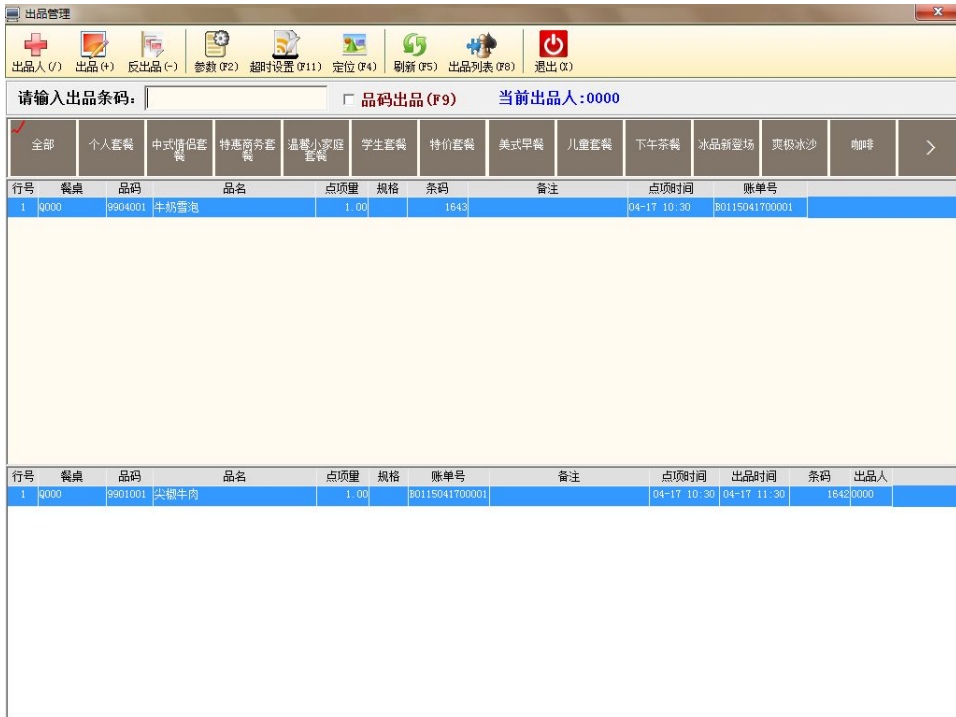 出品管理
X
出品人(/) 出品(+) 反出品(-) 参数(F2) 超时设置(F11) 定位(F4) 刷新(F5) 出品列表(F8) 退出(X)
请输入出品条码: 品码出品(F9) 当前出品人:0000
全部 个人套餐 中式情侣套餐 特惠商务套餐 温馨小家庭套餐 学生套餐 特价套餐 美式早餐 儿童套餐 下午茶餐 冰品新登场 爽极冰沙 咖啡 >
行号 餐桌 品码 品名 点项量 规格 条码 备注 点项时间 账单号
1 Q000 9904001 牛奶雪泡 1.00 1643 04-17 10:30 B0115041700001
行号 餐桌 品码 品名 点项量 规格 账单号 备注 点项时间 出品时间 条码 出品人
1 Q000 9901001 尖椒牛肉 1.00 B0115041700001 04-17 10:30 04-17 11:30 1642 0000